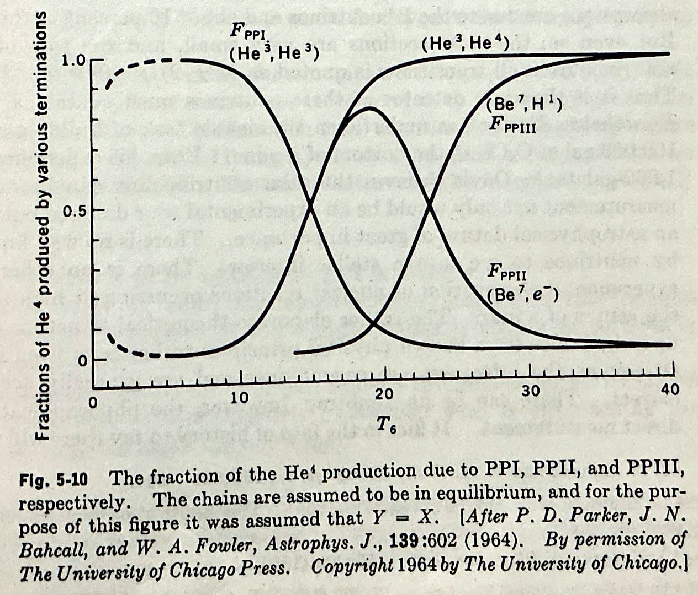 F PPI
(He³, He³)
(He³, He⁴)
(Be⁷, H¹)
F PPIII
F PPII
(Be⁷, e⁻)
Fractions of He⁴ produced by various terminations
1.0
0.5
0
0
10
20
30
40
T₆
Fig. 5-10 The fraction of the He⁴ production due to PPI, PPII, and PPIII,
respectively. The chains are assumed to be in equilibrium, and for the pur-
pose of this figure it was assumed that Y = X. [After P. D. Parker, J. N.
Bahcall, and W. A. Fowler, Astrophys. J., 139:602 (1964). By permission of
The University of Chicago Press. Copyright 1964 by The University of Chicago.]